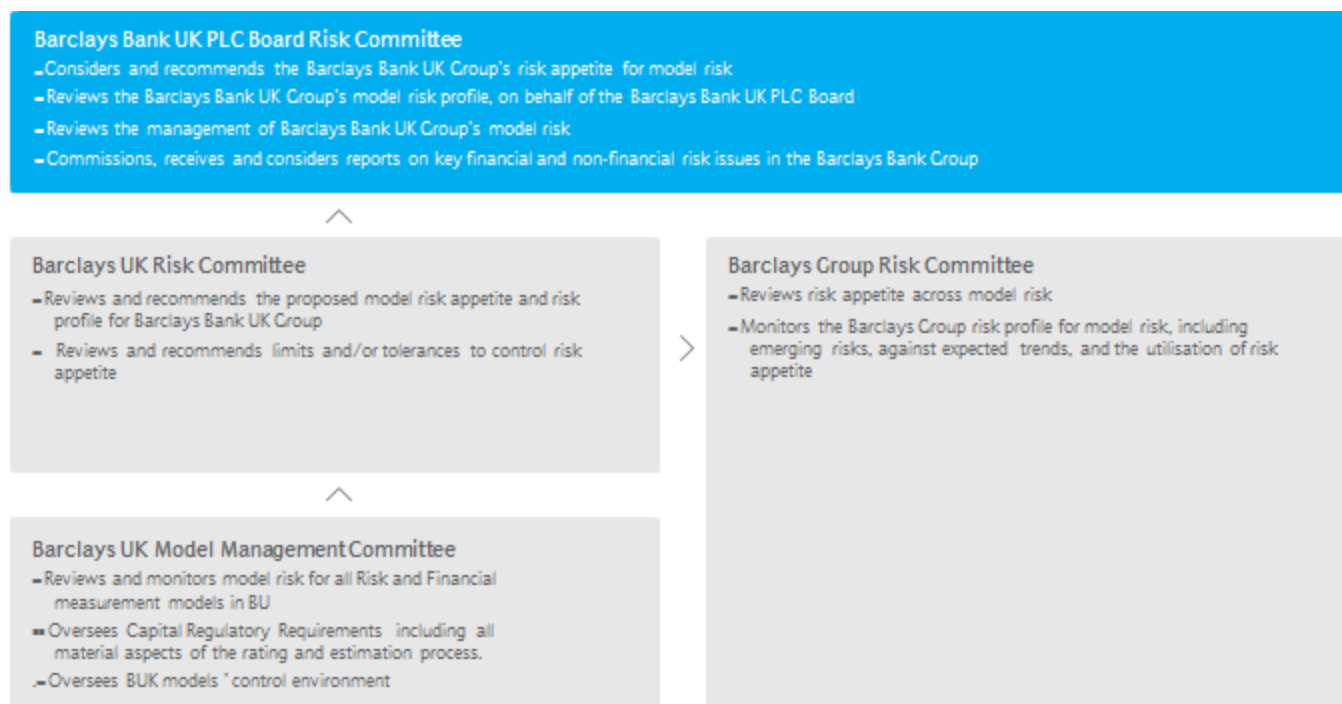 Barclays Bank UK PLC Board Risk Committee
-Considers and recommends the Barclays Bank UK Group's risk appetite for model risk
-Reviews the Barclays Bank UK Group's model risk profile, on behalf of the Barclays Bank UK PLC Board
-Reviews the management of Barclays Bank UK Group's model risk
-Commissions, receives and considers reports on key financial and non-financial risk issues in the Barclays Bank Group
Barclays UK Risk Committee
-Reviews and recommends the proposed model risk appetite and risk
profile for Barclays Bank UK Group
- Reviews and recommends limits and/or tolerances to control risk
appetite
Barclays Group Risk Committee
-Reviews risk appetite across model risk
-Monitors the Barclays Group risk profile for model risk, including
emerging risks, against expected trends, and the utilisation of risk
appetite
Barclays UK Model Management Committee
-Reviews and monitors model risk for all Risk and Financial
measurement models in BU
-- Oversees Capital Regulatory Requirements including all
material aspects of the rating and estimation process.
.-Oversees BUK models ' control environment